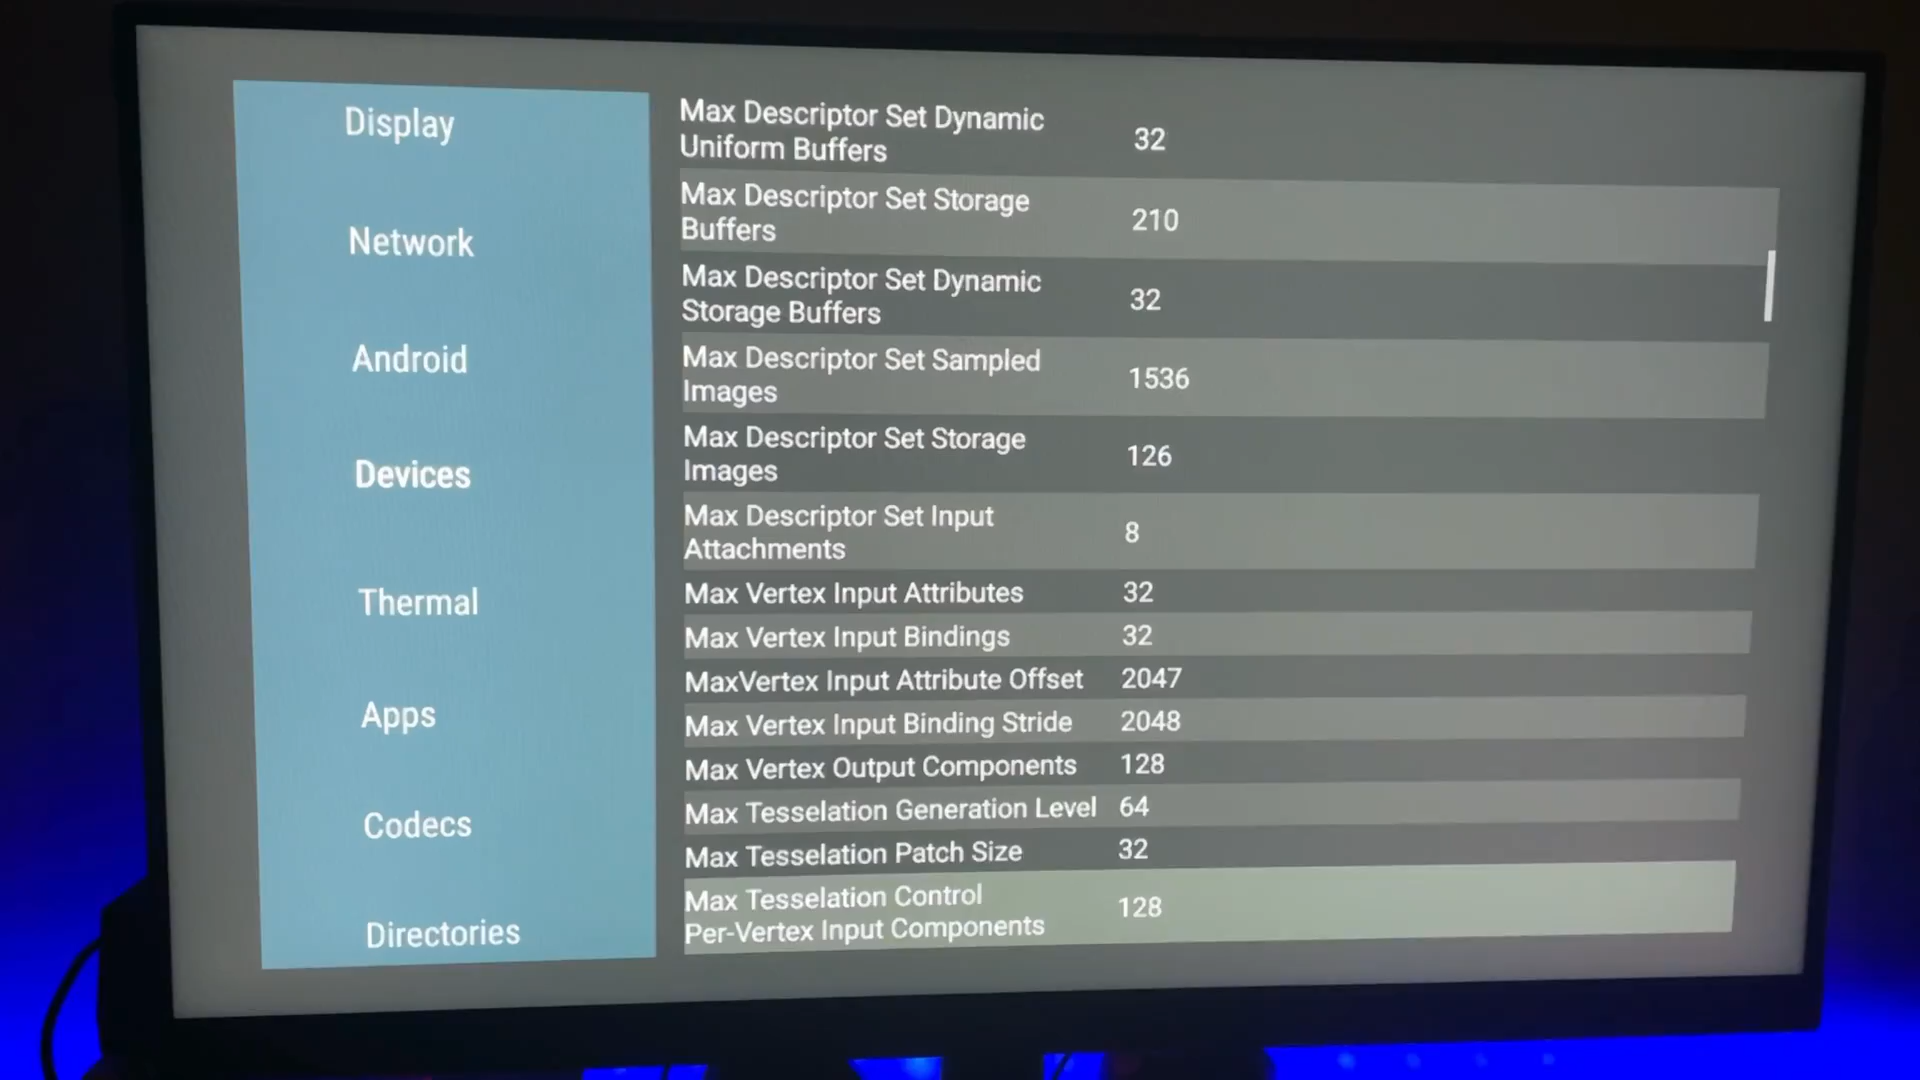 Display
Network
Android
Devices
Thermal
Apps
Codecs
Directories
Max Descriptor Set Dynamic
Uniform Buffers
32
Max Descriptor Set Storage
Buffers
210
Max Descriptor Set Dynamic
Storage Buffers
32
Max Descriptor Set Sampled
Images
1536
Max Descriptor Set Storage
Images
126
Max Descriptor Set Input
Attachments
8
Max Vertex Input Attributes 32
Max Vertex Input Bindings 32
MaxVertex Input Attribute Offset 2047
Max Vertex Input Binding Stride 2048
Max Vertex Output Components 128
Max Tesselation Generation Level 64
Max Tesselation Patch Size 32
Max Tesselation Control
Per-Vertex Input Components
128